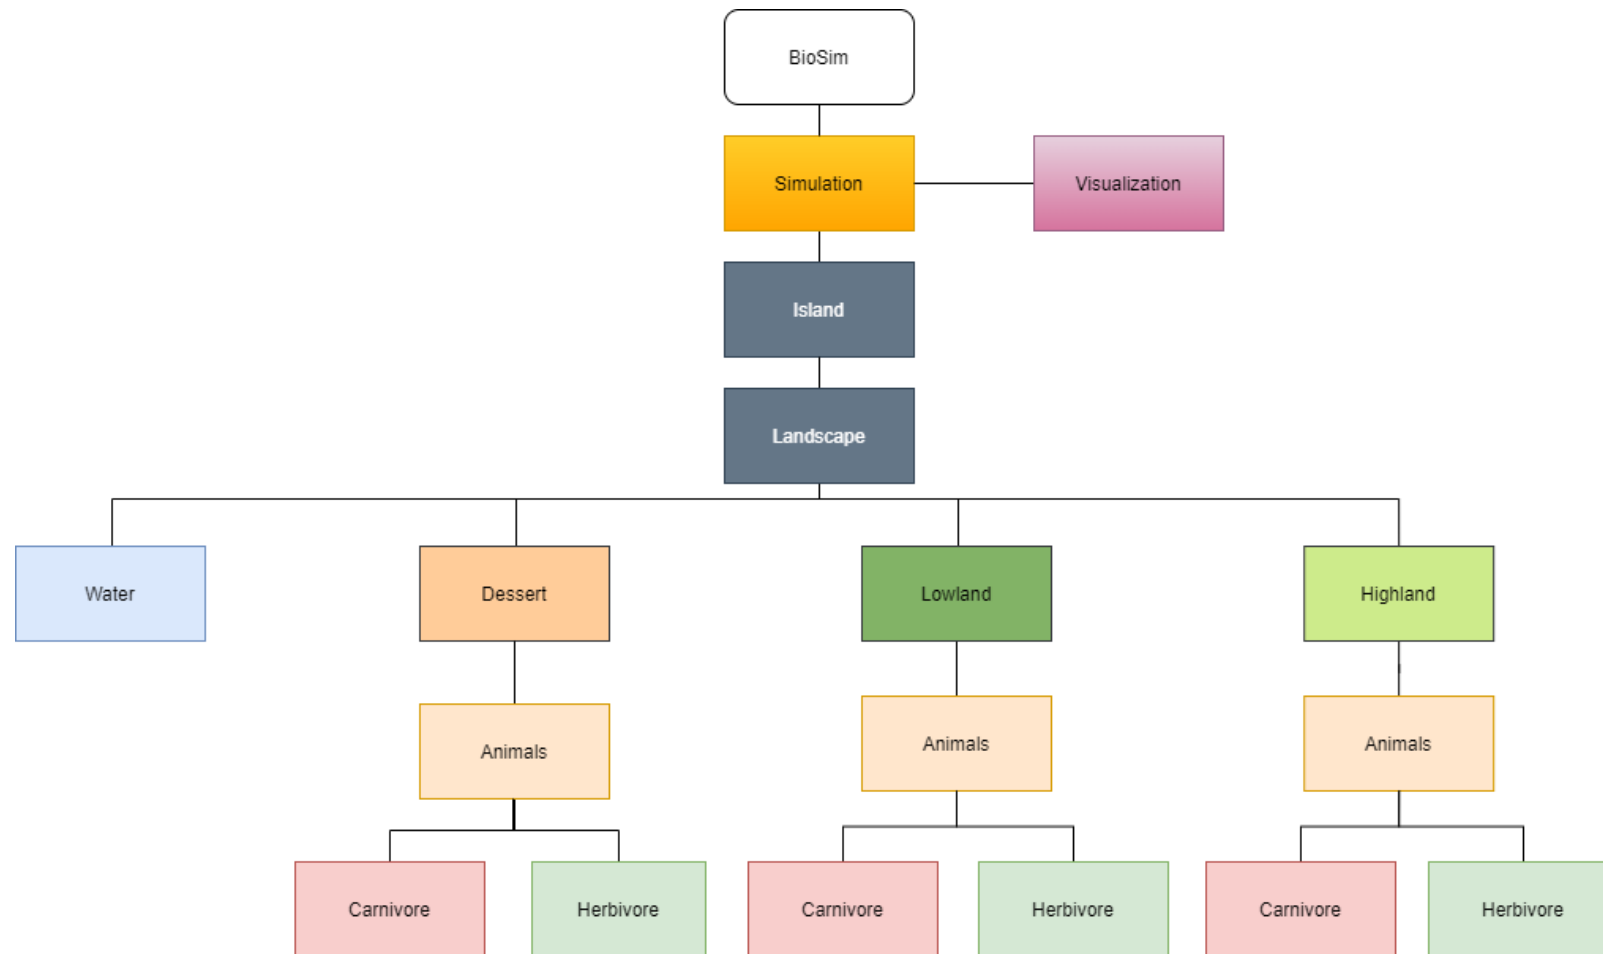 BioSim
Simulation
Visualization
Island
Landscape
Water
Dessert
Lowland
Highland
Animals
Animals
Animals
Carnivore
Herbivore
Carnivore
Herbivore
Carnivore
Herbivore